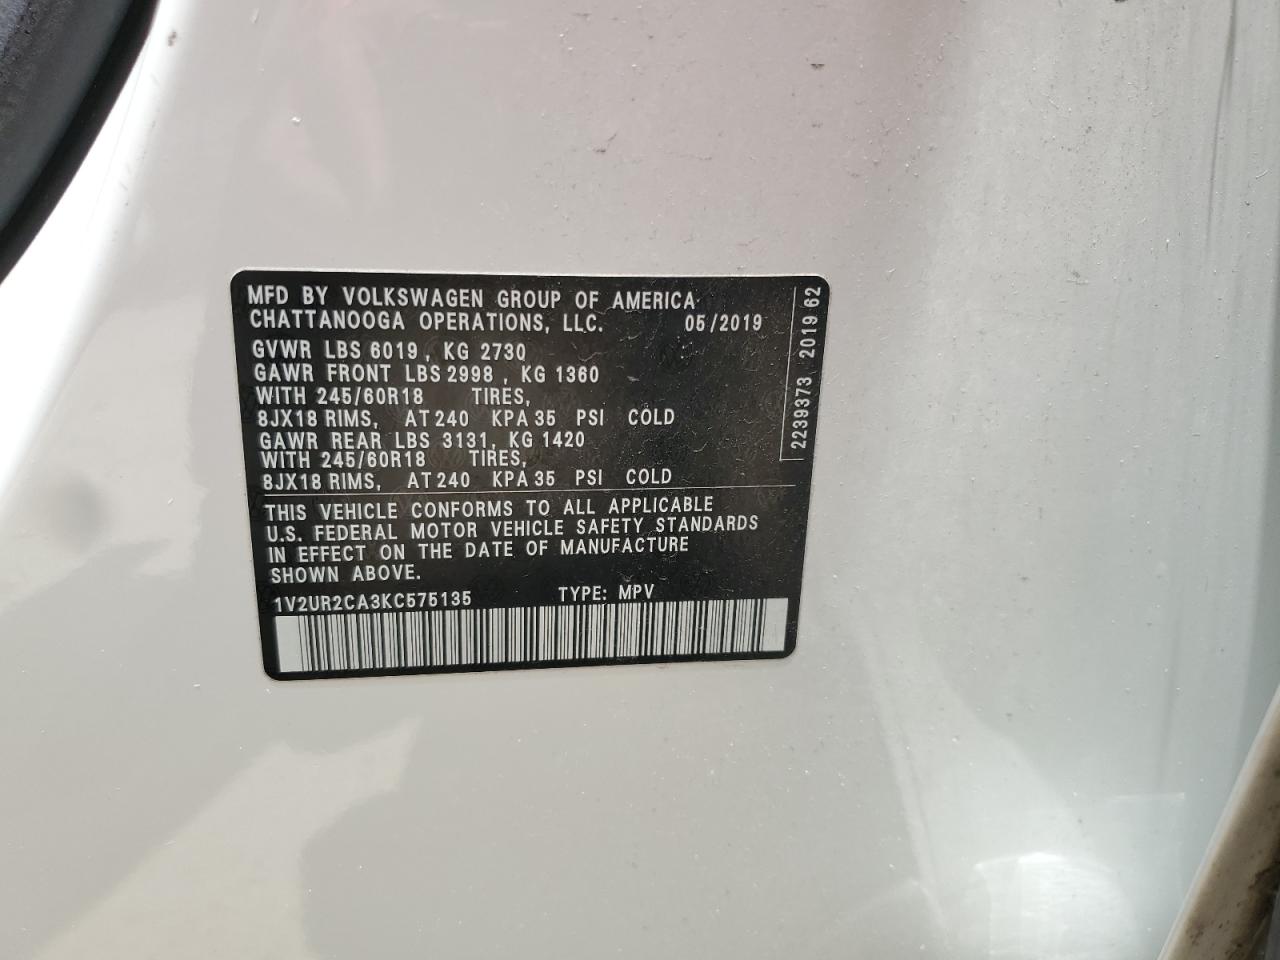 MFD BY VOLKSWAGEN GROUP OF AMERICA
CHATTANOOGA OPERATIONS, LLC. 05/2019
GVWR LBS 6019, KG 2730
GAWR FRONT LBS 2998, KG 1360
WITH 245/60R18 TIRES,
8JX18 RIMS, AT 240 KPA 35 PSI COLD
GAWR REAR LBS 3131, KG 1420
WITH 245/60R18 TIRES,
8JX18 RIMS, AT 240 KPA 35 PSI COLD
THIS VEHICLE CONFORMS TO ALL APPLICABLE
U.S. FEDERAL MOTOR VEHICLE SAFETY STANDARDS
IN EFFECT ON THE DATE OF MANUFACTURE
SHOWN ABOVE.
1V2UR2CA3KC575135 TYPE: MPV
2239373 2019 62